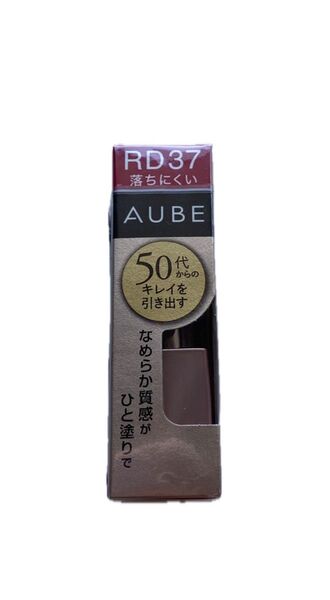 RD37
落ちにくい
AUBE
50代
からの
キレイを
引き出す
なめらか質感が
ひと塗りで